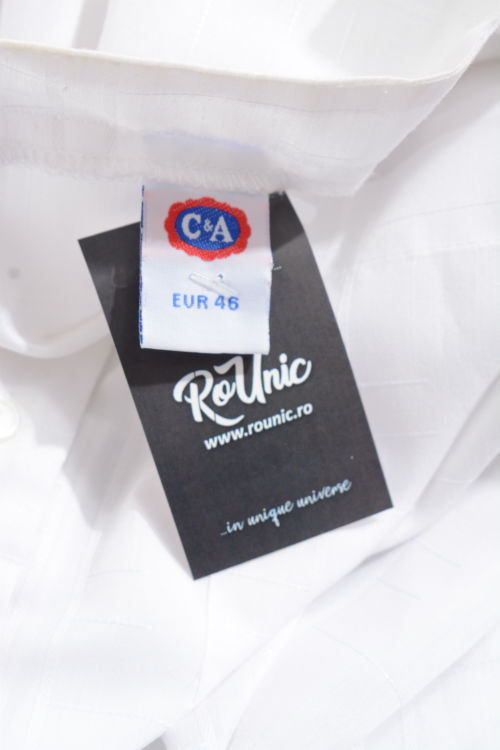 C&A
EUR 46
RoUnic
www.rounic.ro
...in unique universe